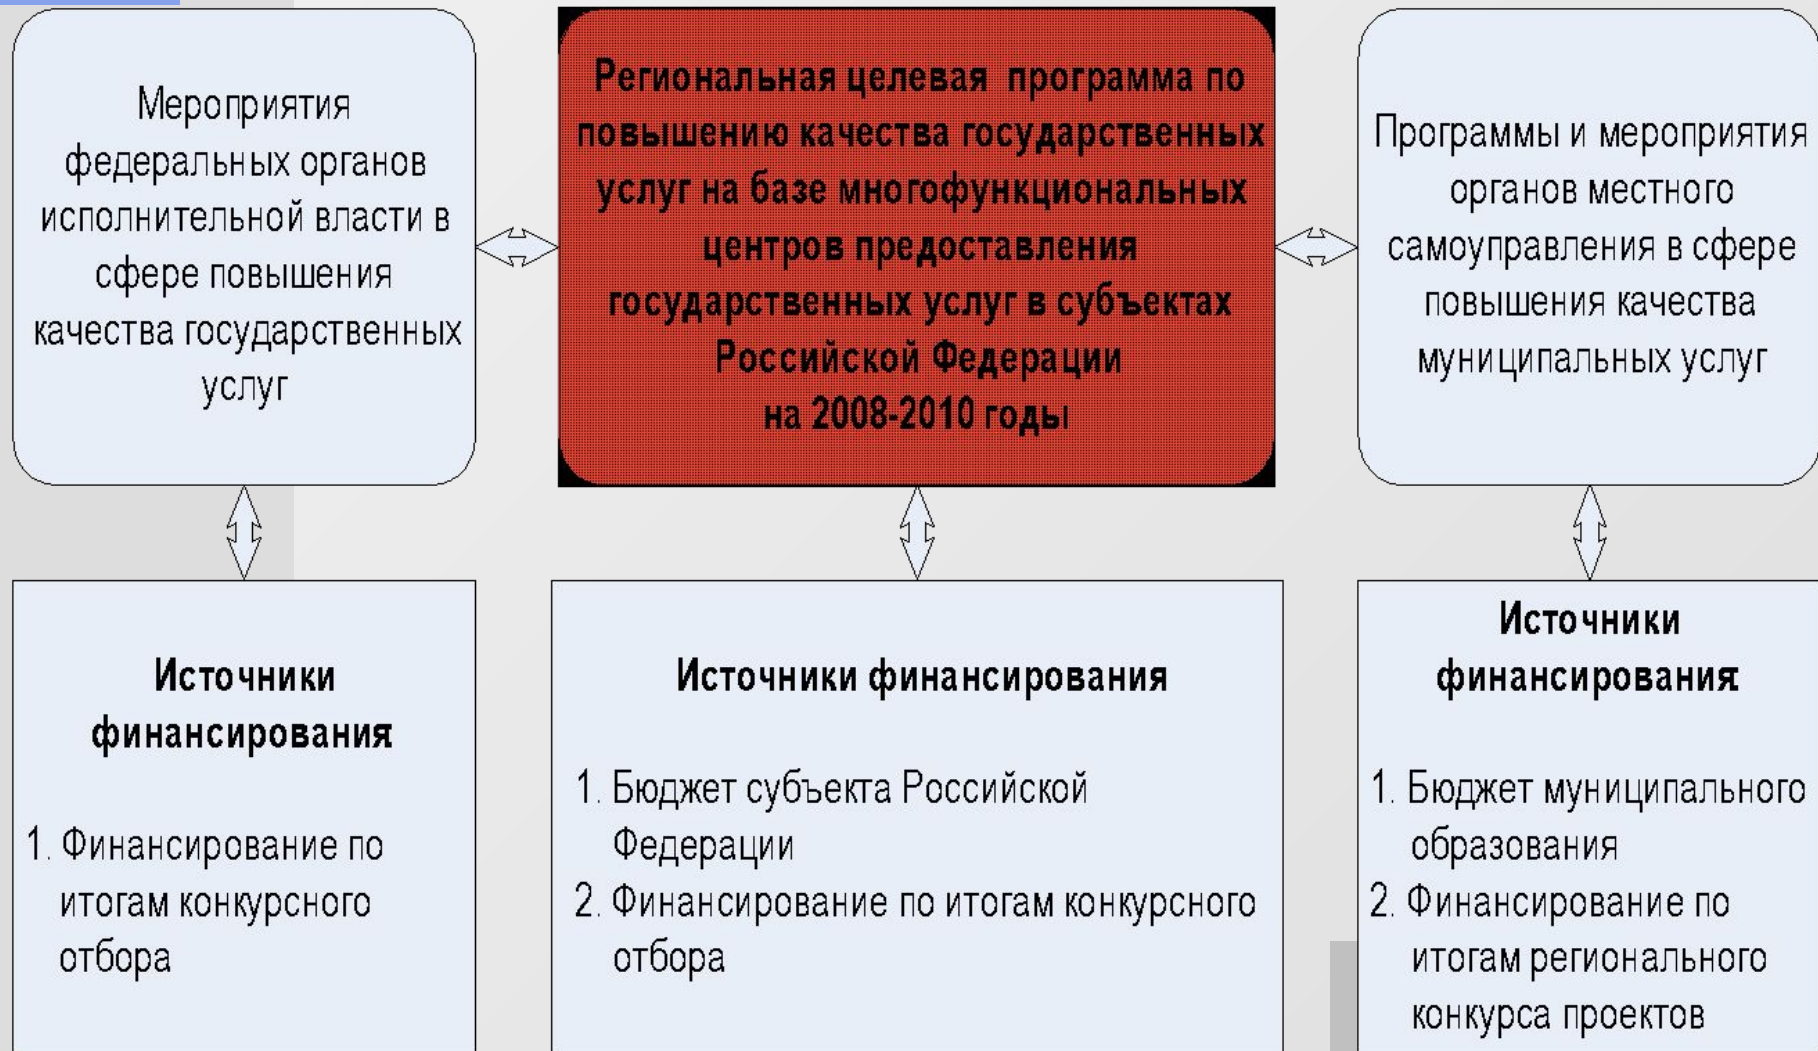 Мероприятия
федеральных органов
исполнительной власти в
сфере повышения
качества государственных
услуг
Региональная целевая программа по
повышению качества государственных
услуг на базе многофункциональных
центров предоставления
государственных услуг в субъектах
Российской Федерации
на 2008-2010 годы
Программы и мероприятия
органов местного
самоуправления в сфере
повышения качества
муниципальных услуг
Источники
финансирования:
1. Финансирование по
итогам конкурсного
отбора
Источники финансирования
1. Бюджет субъекта Российской
Федерации
2. Финансирование по итогам конкурсного
отбора
Источники
финансирования:
1. Бюджет муниципального
образования
2. Финансирование по
итогам регионального
конкурса проектов